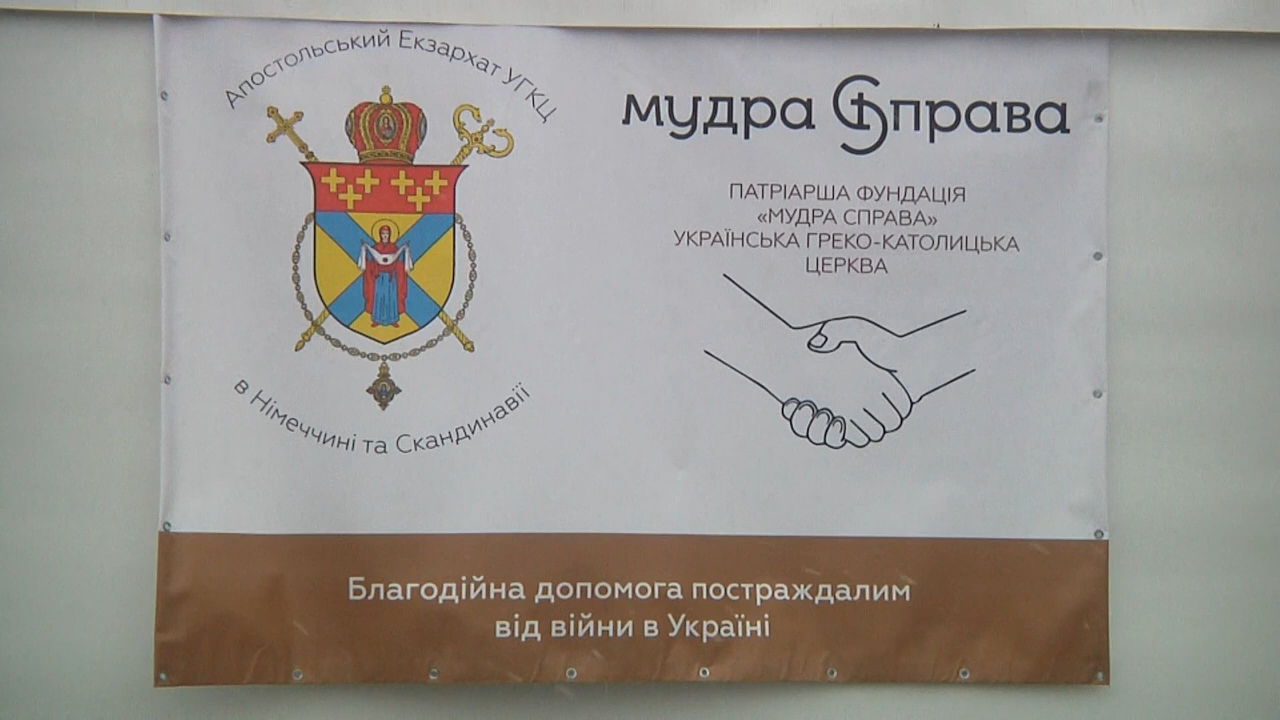 Апостольський Екзархат УГКЦ
в Німеччині та Скандинавії
мудра справа
ПАТРІАРША ФУНДАЦІЯ
«МУДРА СПРАВА»
УКРАЇНСЬКА ГРЕКО-КАТОЛИЦЬКА
ЦЕРКВА
Благодійна допомога постраждалим
від війни в Україні